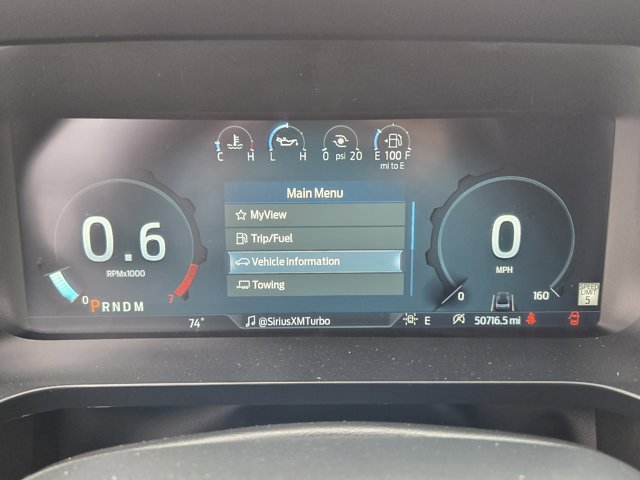 C H
L H
0 psi 20
E 100 F
mi to E
Main Menu
MyView
Trip/Fuel
Vehicle information
Towing
0.6
RPMx1000
0 7
PRNDM
0
MPH
0 160
SPEED
LIMIT
5
74°
@SiriusXMTurbo
E
50716.5 mi